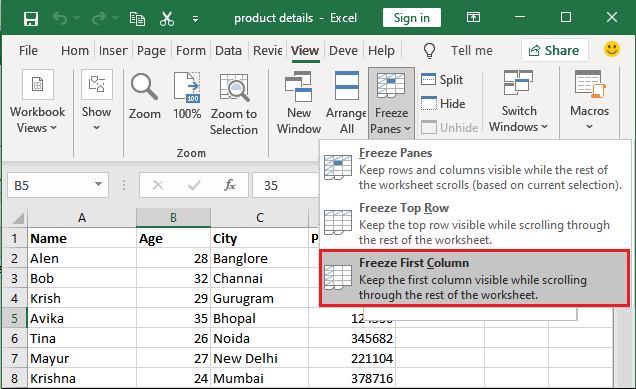 product details - Excel
Sign in
File Hom Inser Page Form Data Revie View Deve Help Tell me Share
Workbook Views
Show
Zoom
100%
100
Zoom to Selection
New Window
Arrange All
Freeze Panes
Split
Hide
Unhide
Switch Windows
Macros
Zoom
Freeze Panes
Keep rows and columns visible while the rest of
the worksheet scrolls (based on current selection).
Freeze Top Row
Keep the top row visible while scrolling through
the rest of the worksheet.
Freeze First Column
Keep the first column visible while scrolling
through the rest of the worksheet.
B5 fx 35
A B C
1 Name Age City P
2 Alen 28 Banglore
3 Bob 32 Channai
4 Krish 29 Gurugram
5 Avika 35 Bhopal
6 Tina 26 Noida 345682
7 Mayur 27 New Delhi 221104
8 Krishna 24 Mumbai 378716